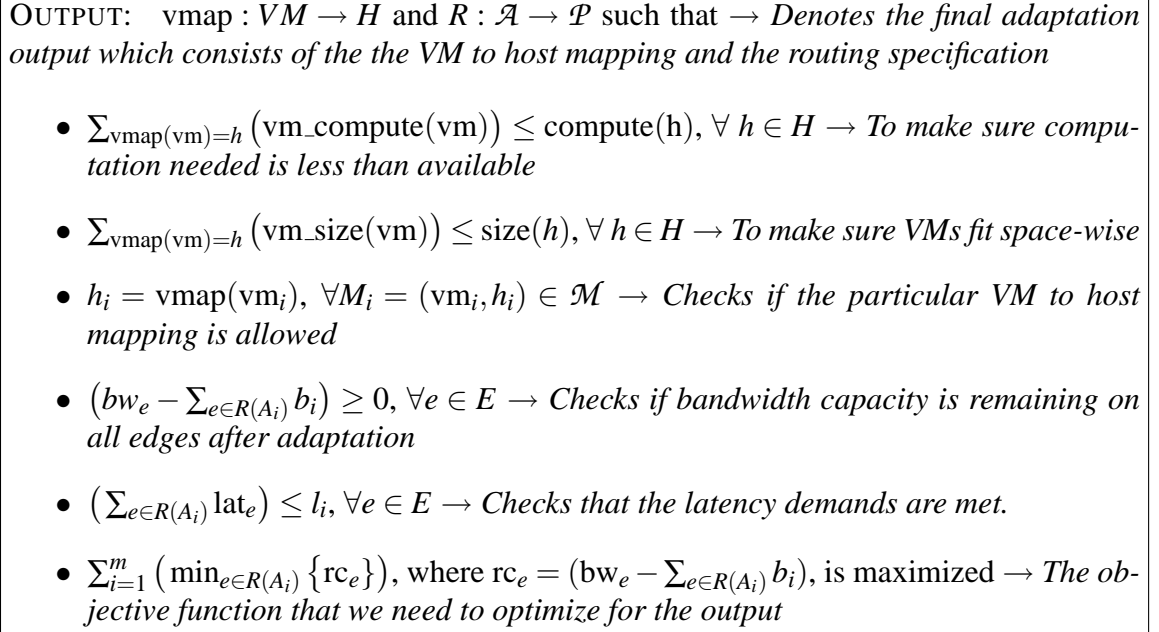 OUTPUT: vmap : VM → H and R : 𝒜 → 𝒫 such that → Denotes the final adaptation
output which consists of the the VM to host mapping and the routing specification
• ∑vmap(vm)=h (vm_compute(vm)) ≤ compute(h), ∀ h ∈ H → To make sure compu-
tation needed is less than available
• ∑vmap(vm)=h (vm_size(vm)) ≤ size(h), ∀ h ∈ H → To make sure VMs fit space-wise
• hᵢ = vmap(vmᵢ), ∀Mᵢ = (vmᵢ, hᵢ) ∈ ℳ → Checks if the particular VM to host
mapping is allowed
• (bwₑ − ∑e∈R(Aᵢ) bᵢ) ≥ 0, ∀e ∈ E → Checks if bandwidth capacity is remaining on
all edges after adaptation
• (∑e∈R(Aᵢ) latₑ) ≤ lᵢ, ∀e ∈ E → Checks that the latency demands are met.
• ∑ᵢ₌₁ᵐ (min e∈R(Aᵢ) {rcₑ}), where rcₑ = (bwₑ − ∑e∈R(Aᵢ) bᵢ), is maximized → The ob-
jective function that we need to optimize for the output